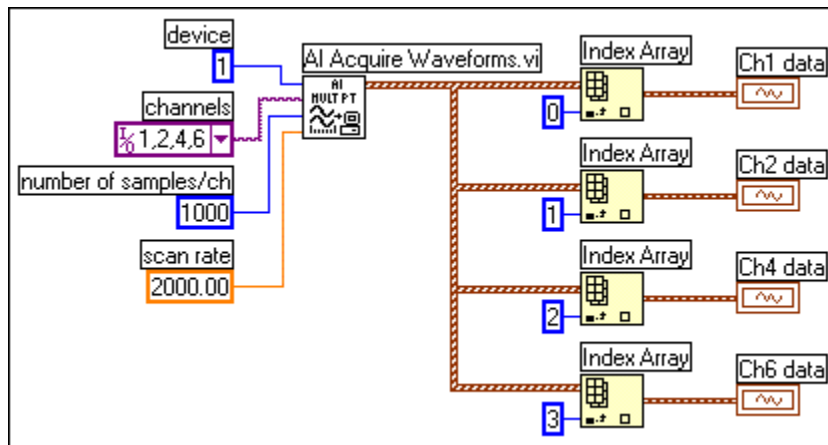 device
1
AI Acquire Waveforms.vi
AI
MULT PT
channels
I/O 1,2,4,6
number of samples/ch
1000
scan rate
2000.00
Index Array
0
Ch1 data
Index Array
1
Ch2 data
Index Array
2
Ch4 data
Index Array
3
Ch6 data